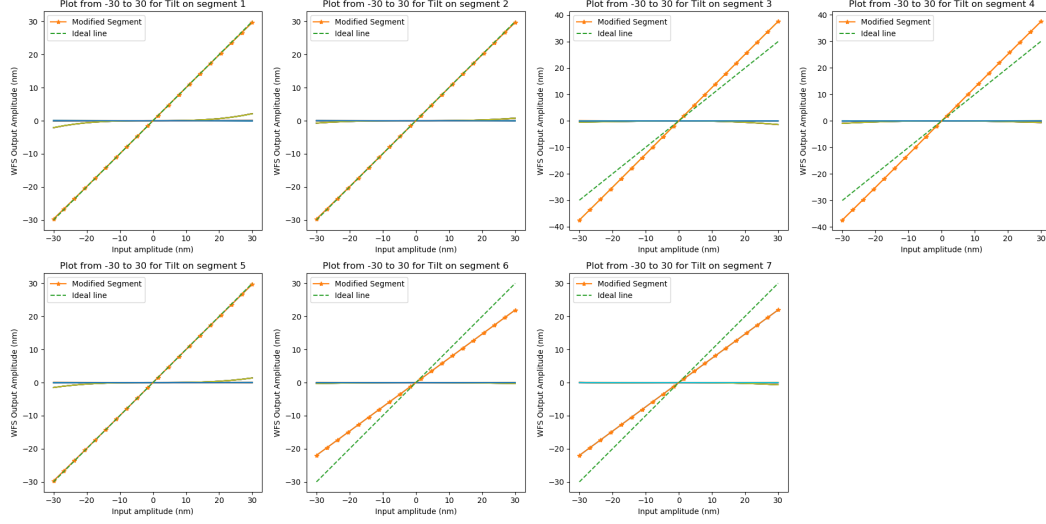 Plot from -30 to 30 for Tilt on segment 1
Modified Segment
Ideal line
WFS Output Amplitude (nm)
30
20
10
0
−10
−20
−30
−30 −20 −10 0 10 20 30
Input amplitude (nm)
Plot from -30 to 30 for Tilt on segment 2
Modified Segment
Ideal line
WFS Output Amplitude (nm)
30
20
10
0
−10
−20
−30
−30 −20 −10 0 10 20 30
Input amplitude (nm)
Plot from -30 to 30 for Tilt on segment 3
Modified Segment
Ideal line
WFS Output Amplitude (nm)
40
30
20
10
0
−10
−20
−30
−40
−30 −20 −10 0 10 20 30
Input amplitude (nm)
Plot from -30 to 30 for Tilt on segment 4
Modified Segment
Ideal line
WFS Output Amplitude (nm)
40
30
20
10
0
−10
−20
−30
−40
−30 −20 −10 0 10 20 30
Input amplitude (nm)
Plot from -30 to 30 for Tilt on segment 5
Modified Segment
Ideal line
WFS Output Amplitude (nm)
30
20
10
0
−10
−20
−30
−30 −20 −10 0 10 20 30
Input amplitude (nm)
Plot from -30 to 30 for Tilt on segment 6
Modified Segment
Ideal line
WFS Output Amplitude (nm)
30
20
10
0
−10
−20
−30
−30 −20 −10 0 10 20 30
Input amplitude (nm)
Plot from -30 to 30 for Tilt on segment 7
Modified Segment
Ideal line
WFS Output Amplitude (nm)
30
20
10
0
−10
−20
−30
−30 −20 −10 0 10 20 30
Input amplitude (nm)